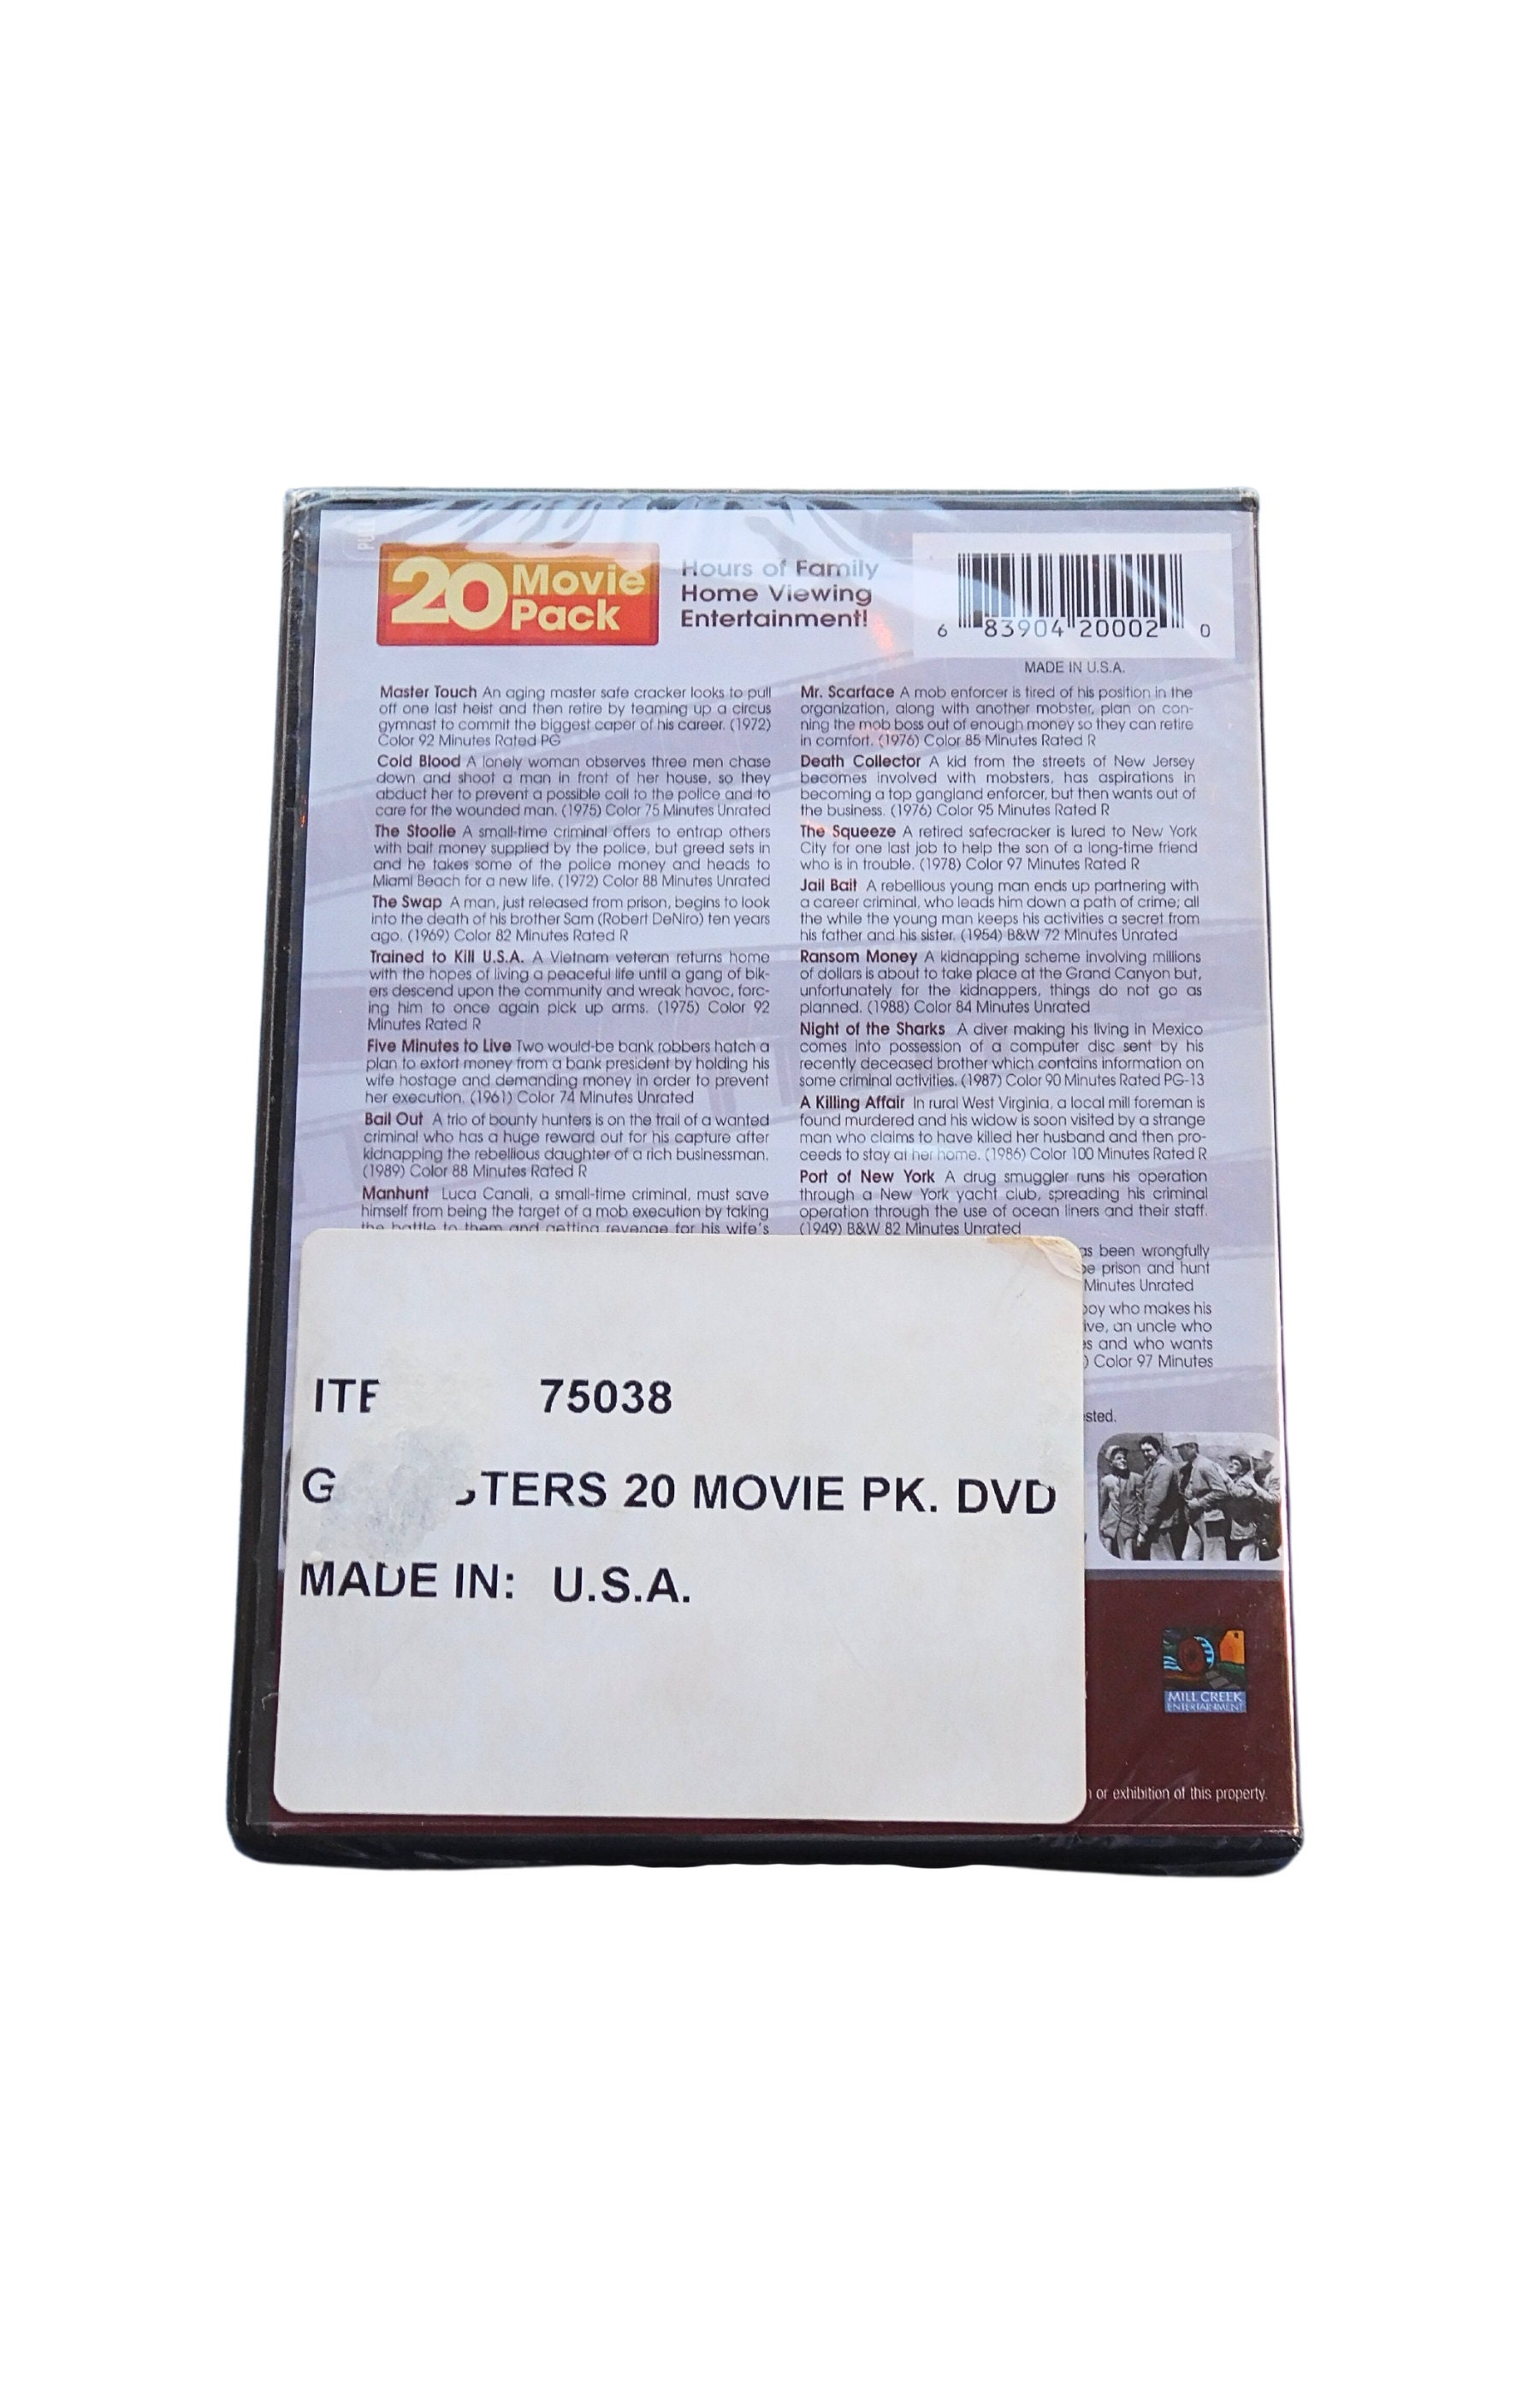 PULL
20 Movie Pack
Hours of Family
Home Viewing
Entertainment!
6 83904 20002 0
MADE IN U.S.A.
Master Touch An aging master safe cracker looks to pull
off one last heist and then retire by teaming up a circus
gymnast to commit the biggest caper of his career. (1972)
Color 92 Minutes Rated PG
Cold Blood A lonely woman observes three men chase
down and shoot a man in front of her house, so they
abduct her to prevent a possible call to the police and to
care for the wounded man. (1975) Color 75 Minutes Unrated
The Stoolie A small-time criminal offers to entrap others
with bait money supplied by the police, but greed sets in
and he takes some of the police money and heads to
Miami Beach for a new life. (1972) Color 88 Minutes Unrated
The Swap A man, just released from prison, begins to look
into the death of his brother Sam (Robert DeNiro) ten years
ago. (1969) Color 82 Minutes Rated R
Trained to Kill U.S.A. A Vietnam veteran returns home
with the hopes of living a peaceful life until a gang of bik-
ers descend upon the community and wreak havoc, forc-
ing him to once again pick up arms. (1975) Color 92
Minutes Rated R
Five Minutes to Live Two would-be bank robbers hatch a
plan to extort money from a bank president by holding his
wife hostage and demanding money in order to prevent
her execution. (1961) Color 74 Minutes Unrated
Bail Out A trio of bounty hunters is on the trail of a wanted
criminal who has a huge reward out for his capture after
kidnapping the rebellious daughter of a rich businessman.
(1989) Color 88 Minutes Rated R
Manhunt Luca Canali, a small-time criminal, must save
himself from being the target of a mob execution by taking
the battle to them and getting revenge for his wife's
Mr. Scarface A mob enforcer is tired of his position in the
organization, along with another mobster, plan on con-
ning the mob boss out of enough money so they can retire
in comfort. (1976) Color 85 Minutes Rated R
Death Collector A kid from the streets of New Jersey
becomes involved with mobsters, has aspirations in
becoming a top gangland enforcer, but then wants out of
the business. (1976) Color 95 Minutes Rated R
The Squeeze A retired safecracker is lured to New York
City for one last job to help the son of a long-time friend
who is in trouble. (1978) Color 97 Minutes Rated R
Jail Bait A rebellious young man ends up partnering with
a career criminal, who leads him down a path of crime; all
the while the young man keeps his activities a secret from
his father and his sister. (1954) B&W 72 Minutes Unrated
Ransom Money A kidnapping scheme involving millions
of dollars is about to take place at the Grand Canyon but,
unfortunately for the kidnappers, things do not go as
planned. (1988) Color 84 Minutes Unrated
Night of the Sharks A diver making his living in Mexico
comes into possession of a computer disc sent by his
recently deceased brother which contains information on
some criminal activities. (1987) Color 90 Minutes Rated PG-13
A Killing Affair In rural West Virginia, a local mill foreman is
found murdered and his widow is soon visited by a strange
man who claims to have killed her husband and then pro-
ceeds to stay at her home. (1986) Color 100 Minutes Rated R
Port of New York A drug smuggler runs his operation
through a New York yacht club, spreading his criminal
operation through the use of ocean liners and their staff.
(1949) B&W 82 Minutes Unrated
been wrongfully
prison and hunt
Minutes Unrated
who makes his
an uncle who
and who wants
) Color 97 Minutes
ITE 75038
G TERS 20 MOVIE PK. DVD
MADE IN: U.S.A.
MILL CREEK
ENTERTAINMENT
or exhibition of this property.